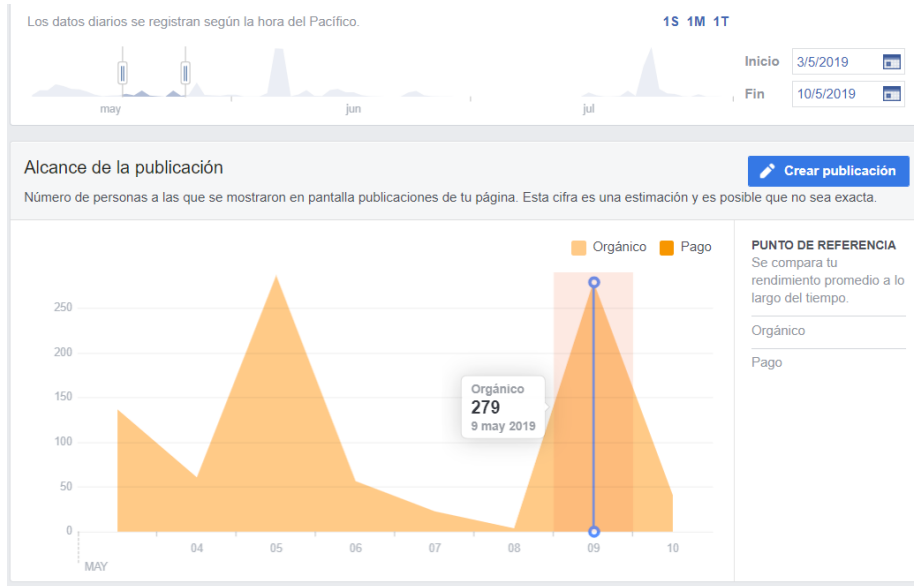 Los datos diarios se registran según la hora del Pacífico.
1S 1M 1T
Inicio 3/5/2019
Fin 10/5/2019
may jun jul
Alcance de la publicación
Crear publicación
Número de personas a las que se mostraron en pantalla publicaciones de tu página. Esta cifra es una estimación y es posible que no sea exacta.
Orgánico Pago
PUNTO DE REFERENCIA
Se compara tu
rendimiento promedio a lo
largo del tiempo.
Orgánico
Pago
250
200
150
100
50
0
Orgánico
279
9 may 2019
04 05 06 07 08 09 10
MAY